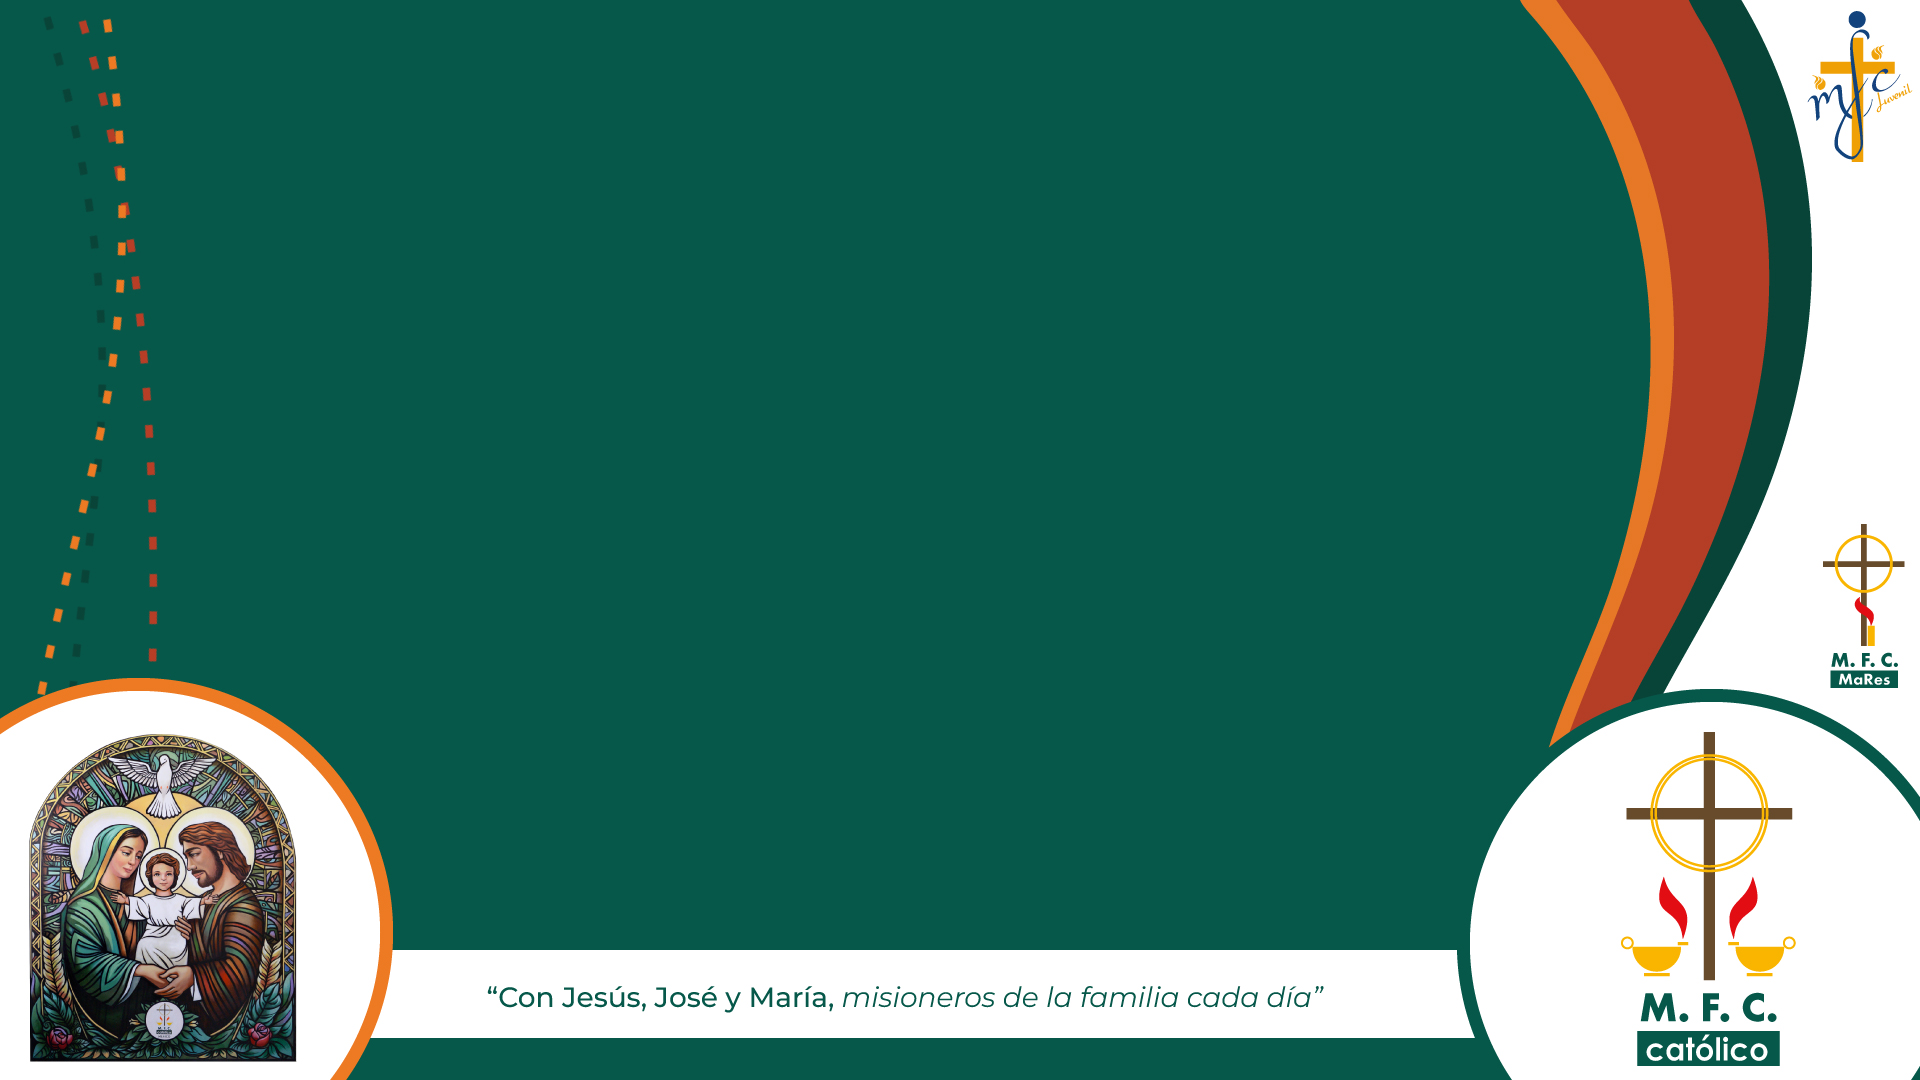 mfc
Juvenil
M. F. C.
MaRes
“Con Jesús, José y María, misioneros de la familia cada día”
M. F. C.
católico